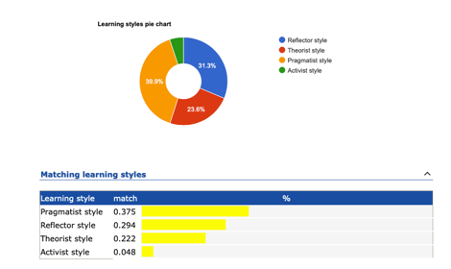 Learning styles pie chart
Reflector style
Theorist style
Pragmatist style
Activist style
31.3%
39.9%
23.6%
Matching learning styles
Learning style match %
Pragmatist style 0.375
Reflector style 0.294
Theorist style 0.222
Activist style 0.048